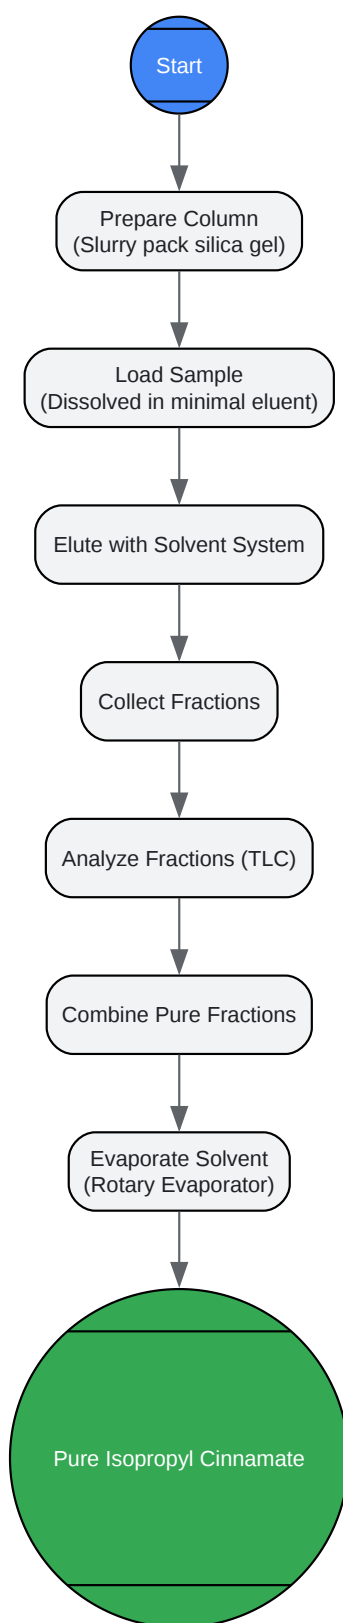 Start
Prepare Column
(Slurry pack silica gel)
Load Sample
(Dissolved in minimal eluent)
Elute with Solvent System
Collect Fractions
Analyze Fractions (TLC)
Combine Pure Fractions
Evaporate Solvent
(Rotary Evaporator)
Pure Isopropyl Cinnamate